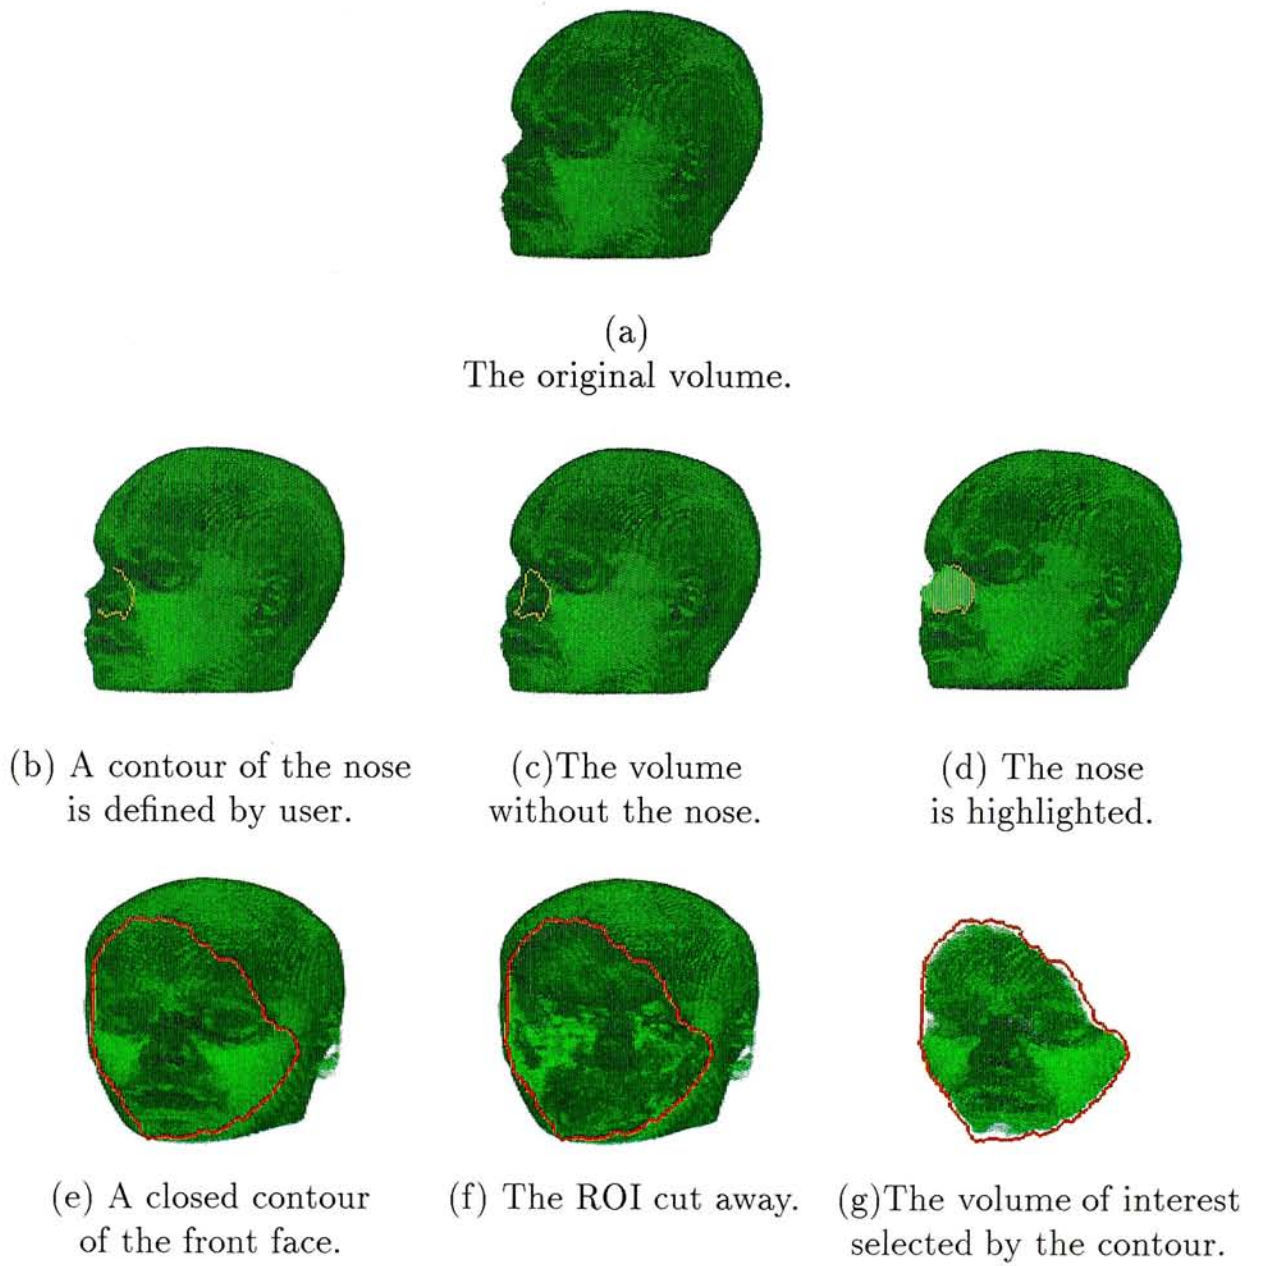 (a)
The original volume.
(b) A contour of the nose
is defined by user.
(c)The volume
without the nose.
(d) The nose
is highlighted.
(e) A closed contour
of the front face.
(f) The ROI cut away.
(g)The volume of interest
selected by the contour.